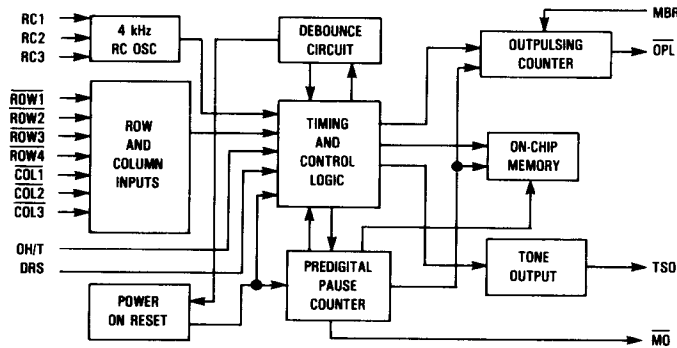 RC1
RC2
RC3
4 kHz
RC OSC
DEBOUNCE
CIRCUIT
OUTPULSING
COUNTER
MBR
OPL
ROW1
ROW2
ROW3
ROW4
COL1
COL2
COL3
ROW
AND
COLUMN
INPUTS
TIMING
AND
CONTROL
LOGIC
ON-CHIP
MEMORY
OH/T
DRS
POWER
ON RESET
PREDIGITAL
PAUSE
COUNTER
TONE
OUTPUT
TSO
MO